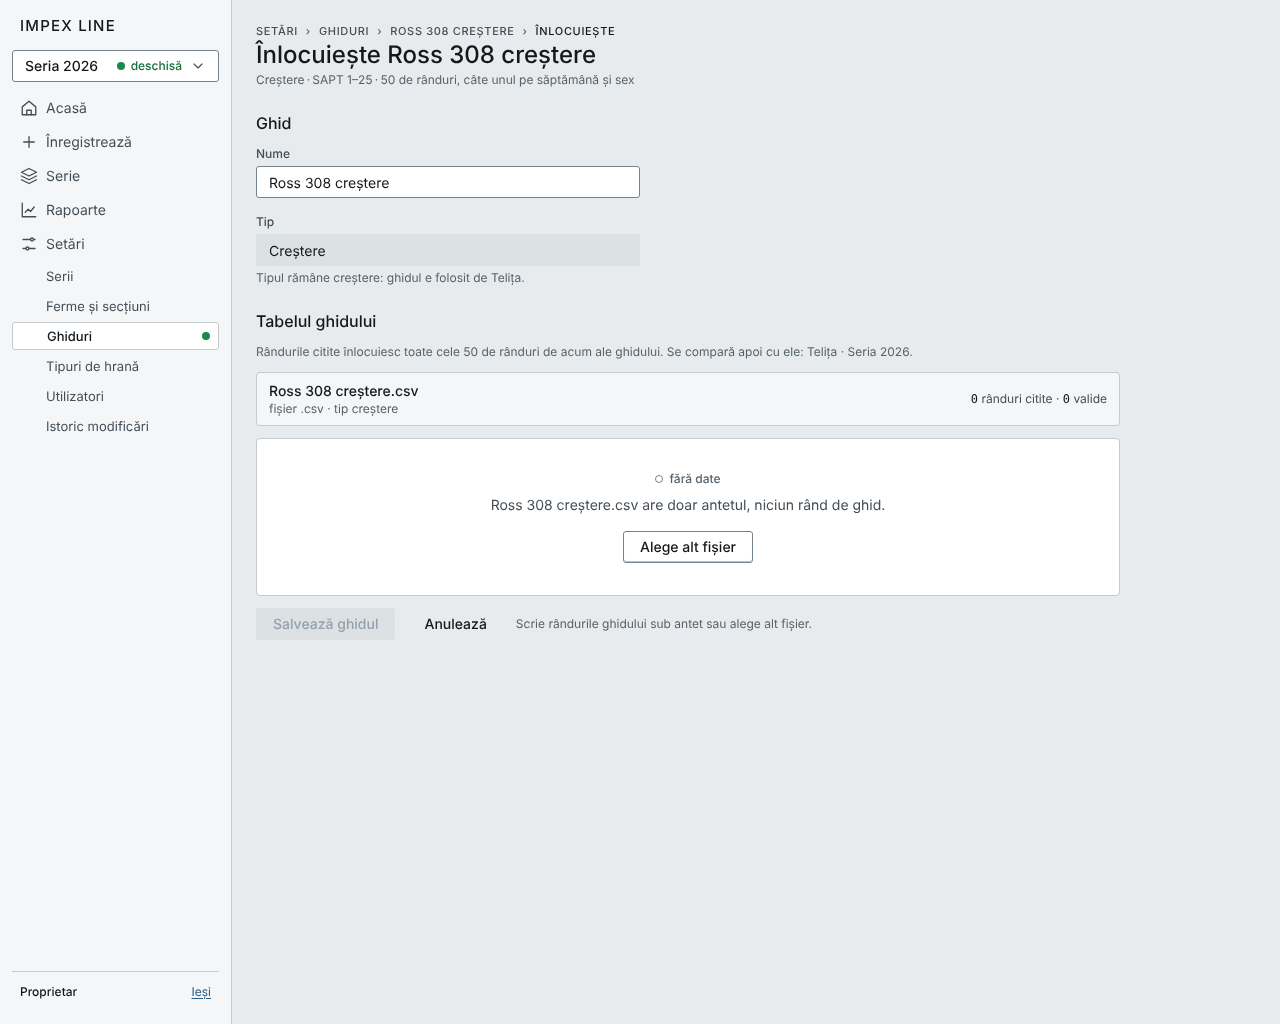 IMPEX LINE
Seria 2026 deschisă
Acasă
Înregistrează
Serie
Rapoarte
Setări
Serii
Ferme și secțiuni
Ghiduri
Tipuri de hrană
Utilizatori
Istoric modificări
Proprietar Ieși
SETĂRI › GHIDURI › ROSS 308 CREȘTERE › ÎNLOCUIEȘTE
Înlocuiește Ross 308 creștere
Creștere · SAPT 1–25 · 50 de rânduri, câte unul pe săptămână și sex
Ghid
Nume
Ross 308 creștere
Tip
Creștere
Tipul rămâne creștere: ghidul e folosit de Telița.
Tabelul ghidului
Rândurile citite înlocuiesc toate cele 50 de rânduri de acum ale ghidului. Se compară apoi cu ele: Telița · Seria 2026.
Ross 308 creștere.csv
fișier .csv · tip creștere
0 rânduri citite · 0 valide
fără date
Ross 308 creștere.csv are doar antetul, niciun rând de ghid.
Alege alt fișier
Salvează ghidul Anulează Scrie rândurile ghidului sub antet sau alege alt fișier.